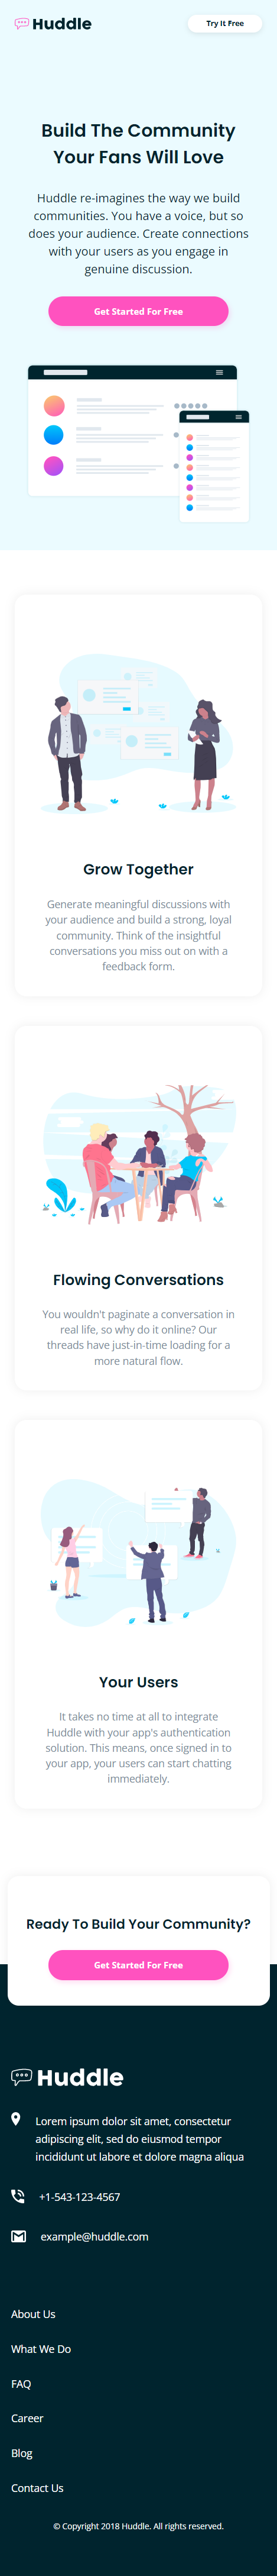 Huddle
Try It Free
Build The Community
Your Fans Will Love
Huddle re-imagines the way we build
communities. You have a voice, but so
does your audience. Create connections
with your users as you engage in
genuine discussion.
Get Started For Free
Grow Together
Generate meaningful discussions with
your audience and build a strong, loyal
community. Think of the insightful
conversations you miss out on with a
feedback form.
Flowing Conversations
You wouldn't paginate a conversation in
real life, so why do it online? Our
threads have just-in-time loading for a
more natural flow.
Your Users
It takes no time at all to integrate
Huddle with your app's authentication
solution. This means, once signed in to
your app, your users can start chatting
immediately.
Ready To Build Your Community?
Get Started For Free
Huddle
Lorem ipsum dolor sit amet, consectetur
adipiscing elit, sed do eiusmod tempor
incididunt ut labore et dolore magna aliqua
+1-543-123-4567
example@huddle.com
About Us
What We Do
FAQ
Career
Blog
Contact Us
© Copyright 2018 Huddle. All rights reserved.